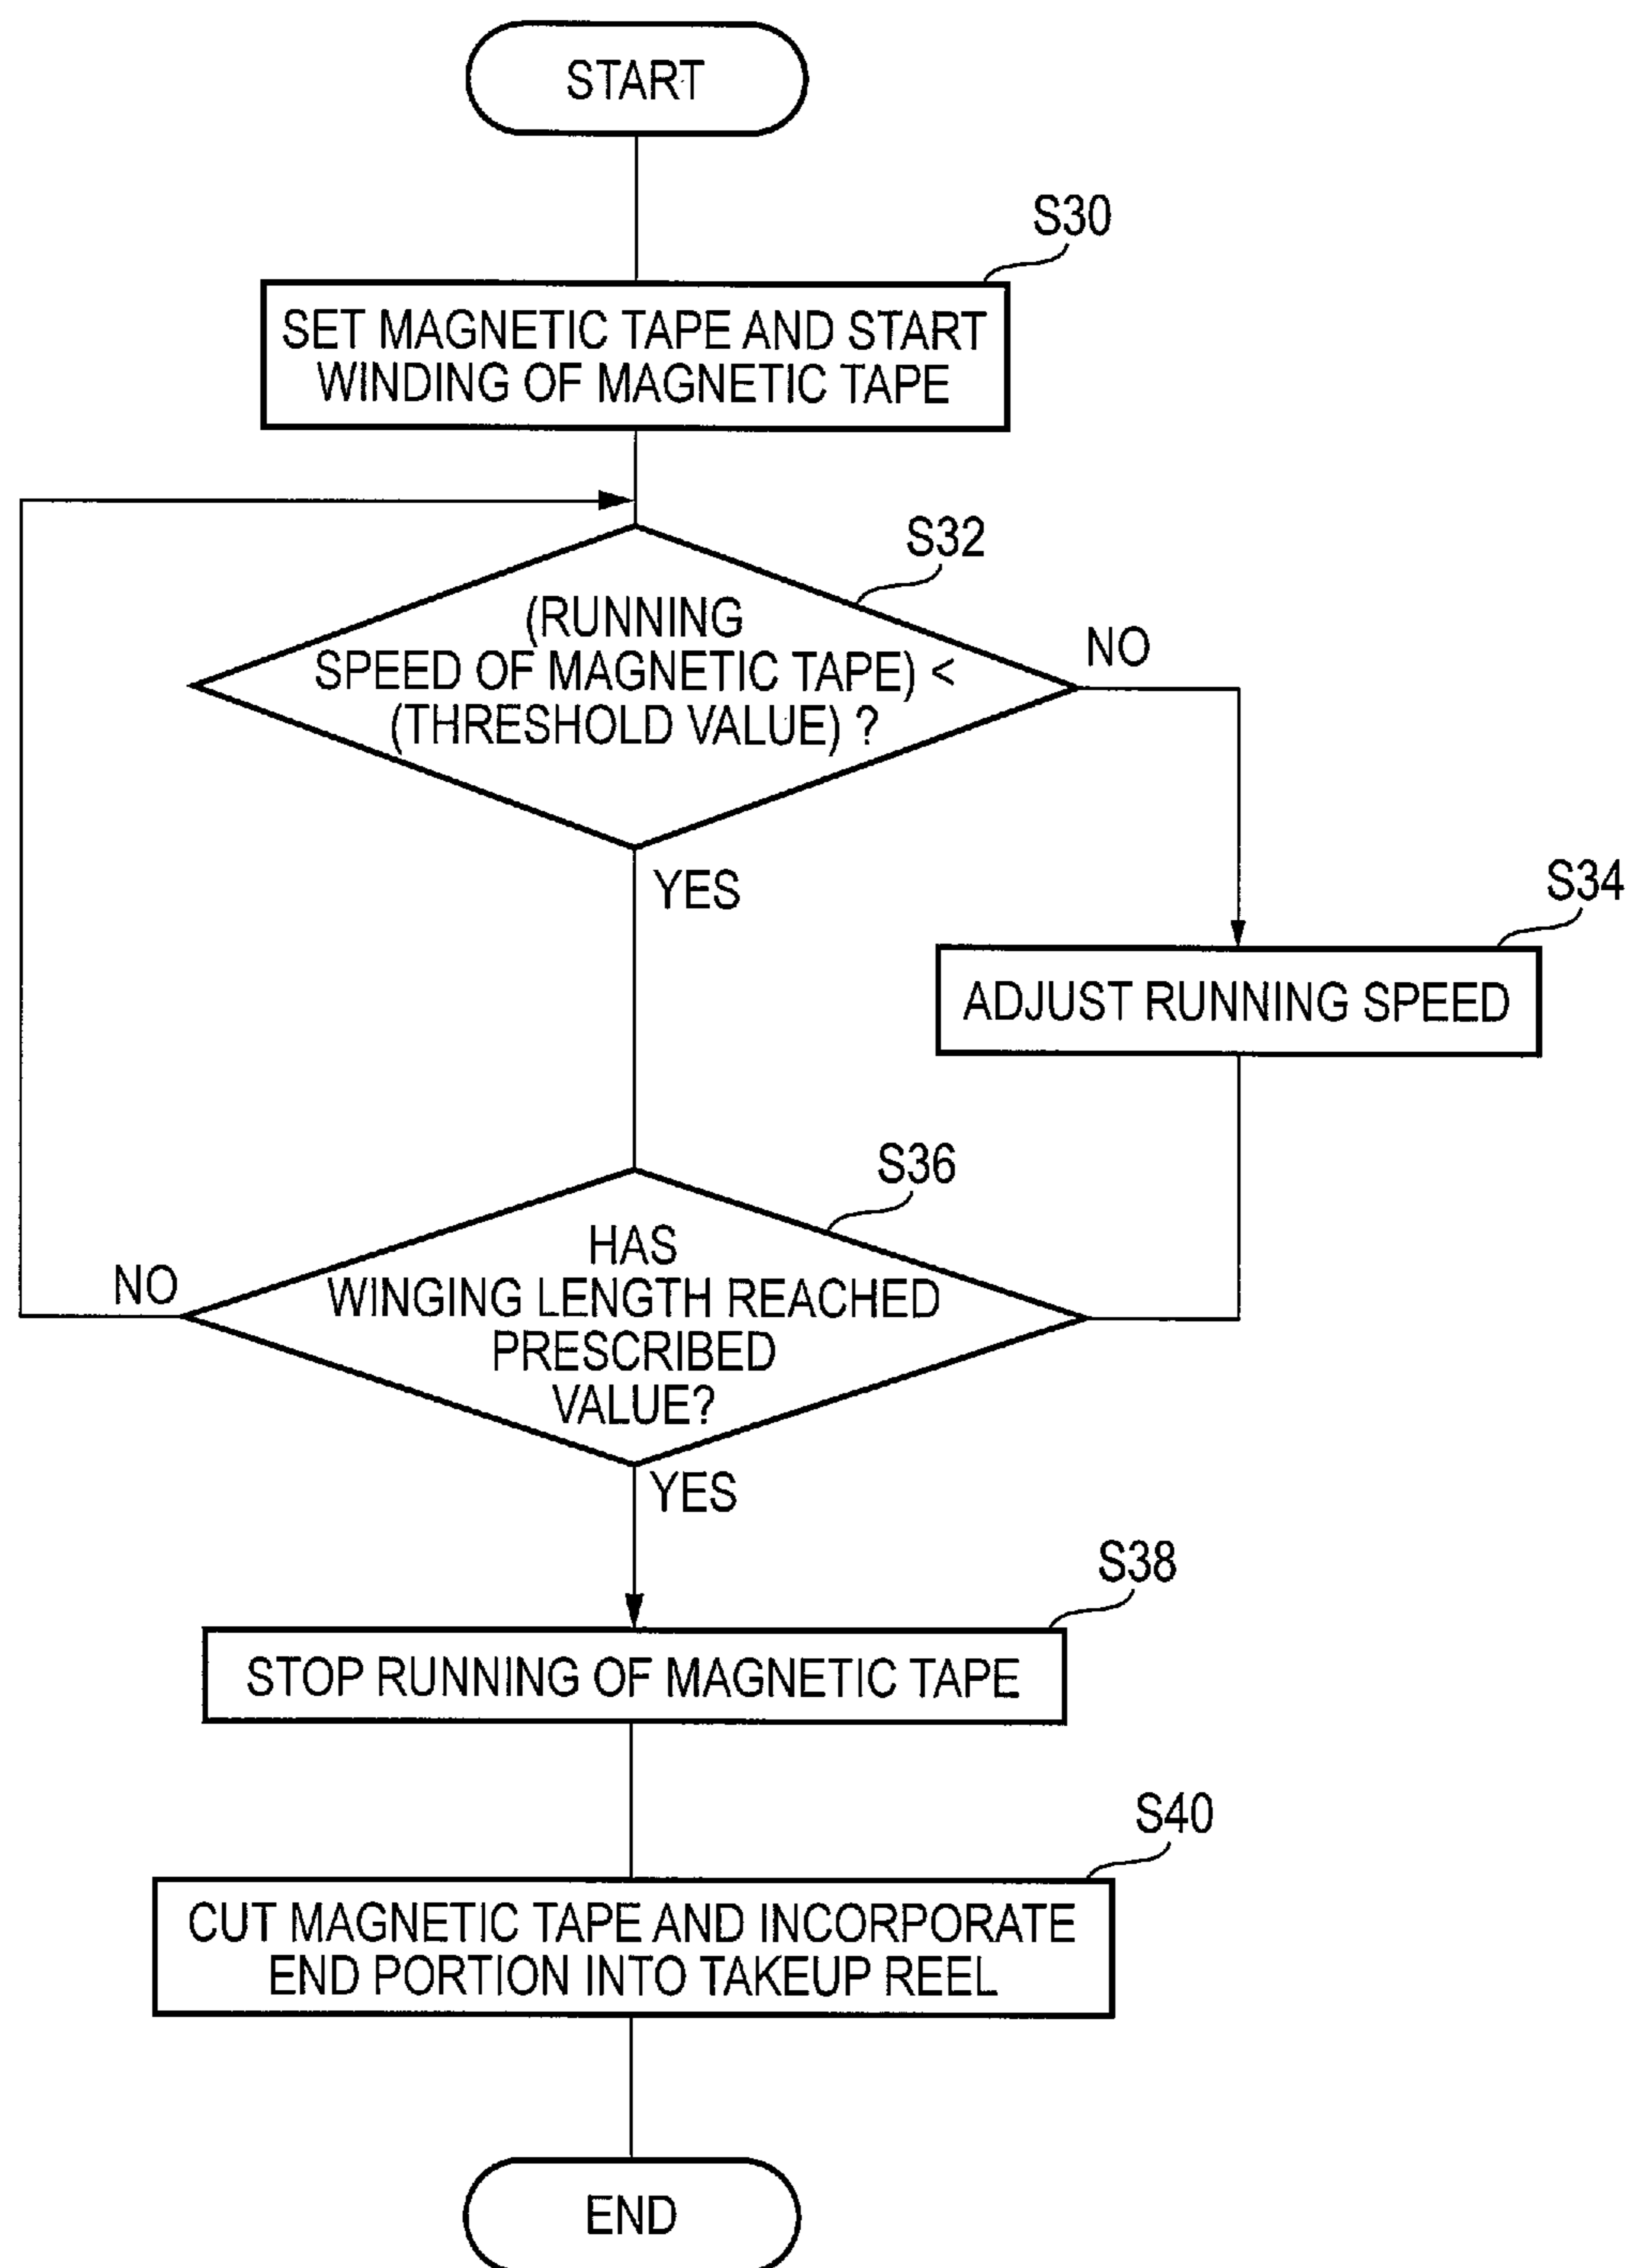 START
S30
SET MAGNETIC TAPE AND START
WINDING OF MAGNETIC TAPE
S32
(RUNNING
SPEED OF MAGNETIC TAPE) <
(THRESHOLD VALUE) ?
NO
YES
S34
ADJUST RUNNING SPEED
S36
HAS
WINGING LENGTH REACHED
PRESCRIBED
VALUE?
NO
YES
S38
STOP RUNNING OF MAGNETIC TAPE
S40
CUT MAGNETIC TAPE AND INCORPORATE
END PORTION INTO TAKEUP REEL
END